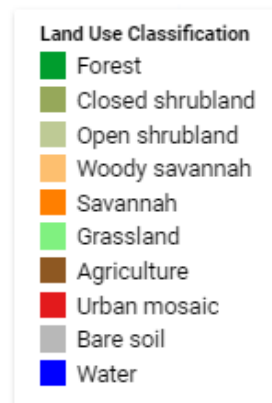 Land Use Classification
Forest
Closed shrubland
Open shrubland
Woody savannah
Savannah
Grassland
Agriculture
Urban mosaic
Bare soil
Water